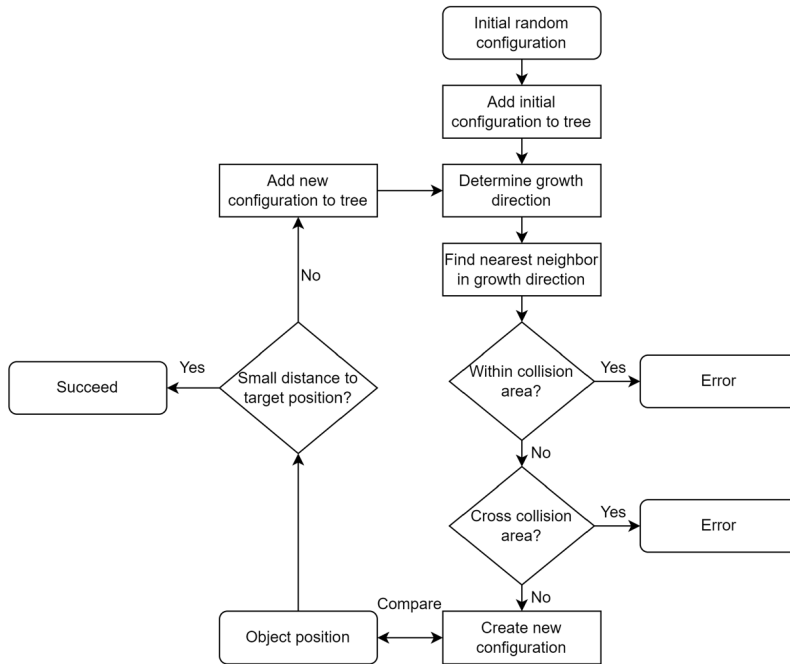 Initial random
configuration
Add initial
configuration to tree
Add new
configuration to tree
Determine growth
direction
Find nearest neighbor
in growth direction
No
Small distance to
target position?
Yes
Succeed
Within collision
area?
Yes
Error
No
Cross collision
area?
Yes
Error
No
Compare
Object position
Create new
configuration